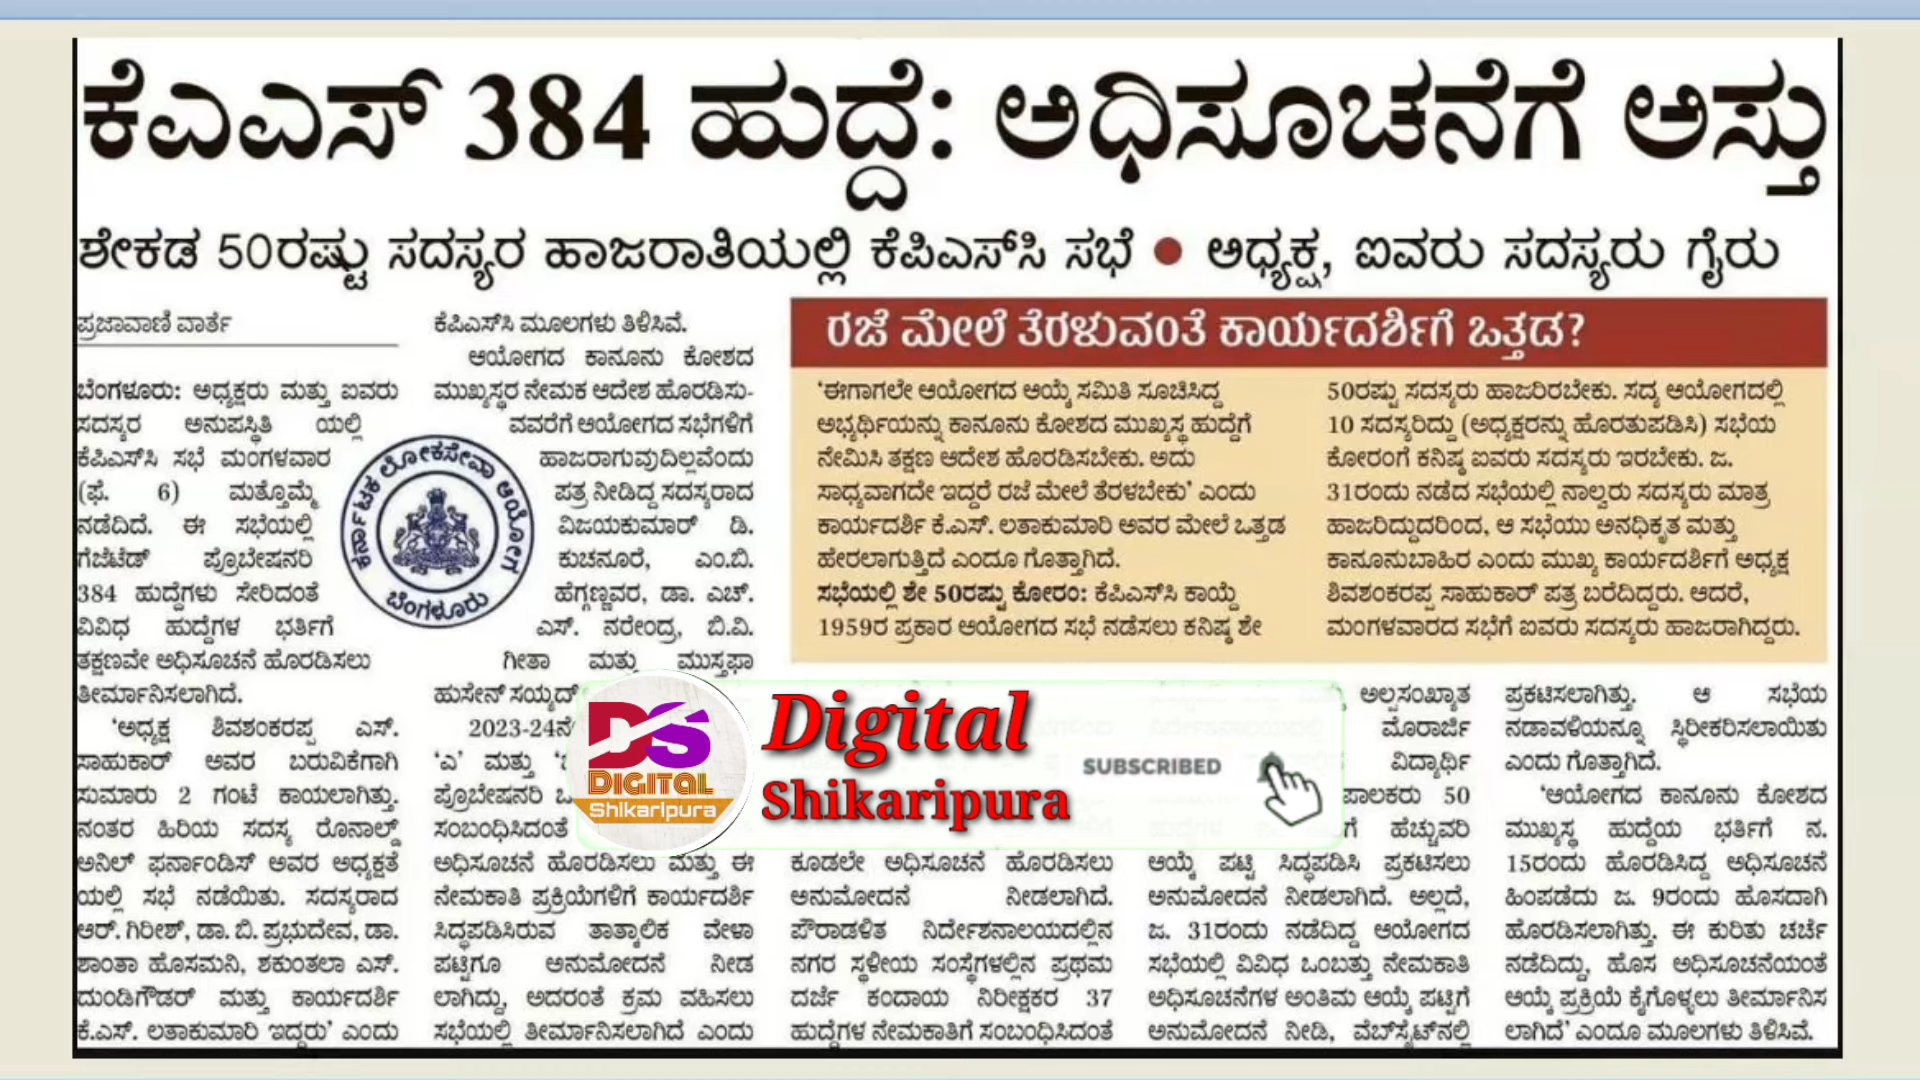 ಕೆಎಎಸ್ 384 ಹುದ್ದೆ: ಅಧಿಸೂಚನೆಗೆ ಅಸ್ತು
ಶೇಕಡ 50ರಷ್ಟು ಸದಸ್ಯರ ಹಾಜರಾತಿಯಲ್ಲಿ ಕೆಪಿಎಸ್‌ಸಿ ಸಭೆ ● ಅಧ್ಯಕ್ಷ, ಐವರು ಸದಸ್ಯರು ಗೈರು
ಪ್ರಜಾವಾಣಿ ವಾರ್ತೆ
ಬೆಂಗಳೂರು: ಅಧ್ಯಕ್ಷರು ಮತ್ತು ಐವರು
ಸದಸ್ಯರ ಅನುಪಸ್ಥಿತಿ ಯಲ್ಲಿ
ಕೆಪಿಎಸ್‌ಸಿ ಸಭೆ ಮಂಗಳವಾರ
(ಫೆ. 6) ಮತ್ತೊಮ್ಮೆ
ನಡೆದಿದೆ. ಈ ಸಭೆಯಲ್ಲಿ
ಗೆಜೆಟೆಡ್ ಪ್ರೊಬೇಷನರಿ
384 ಹುದ್ದೆಗಳು ಸೇರಿದಂತೆ
ವಿವಿಧ ಹುದ್ದೆಗಳ ಭರ್ತಿಗೆ
ತಕ್ಷಣವೇ ಅಧಿಸೂಚನೆ ಹೊರಡಿಸಲು
ತೀರ್ಮಾನಿಸಲಾಗಿದೆ.
‘ಅಧ್ಯಕ್ಷ ಶಿವಶಂಕರಪ್ಪ ಎಸ್.
ಸಾಹುಕಾರ್ ಅವರ ಬರುವಿಕೆಗಾಗಿ
ಸುಮಾರು 2 ಗಂಟೆ ಕಾಯಲಾಗಿತ್ತು.
ನಂತರ ಹಿರಿಯ ಸದಸ್ಯ ರೊನಾಲ್ಡ್
ಅನಿಲ್ ಫರ್ನಾಂಡಿಸ್ ಅವರ ಅಧ್ಯಕ್ಷತೆ
ಯಲ್ಲಿ ಸಭೆ ನಡೆಯಿತು. ಸದಸ್ಯರಾದ
ಆರ್. ಗಿರೀಶ್, ಡಾ. ಬಿ. ಪ್ರಭುದೇವ, ಡಾ.
ಶಾಂತಾ ಹೊಸಮನಿ, ಶಕುಂತಲಾ ಎಸ್.
ದುಂಡಿಗೌಡರ್ ಮತ್ತು ಕಾರ್ಯದರ್ಶಿ
ಕೆ.ಎಸ್. ಲತಾಕುಮಾರಿ ಇದ್ದರು’ ಎಂದು
ಕೆಪಿಎಸ್‌ಸಿ ಮೂಲಗಳು ತಿಳಿಸಿವೆ.
ಆಯೋಗದ ಕಾನೂನು ಕೋಶದ
ಮುಖ್ಯಸ್ಥರ ನೇಮಕ ಆದೇಶ ಹೊರಡಿಸು-
ವವರೆಗೆ ಆಯೋಗದ ಸಭೆಗಳಿಗೆ
ಹಾಜರಾಗುವುದಿಲ್ಲವೆಂದು
ಪತ್ರ ನೀಡಿದ್ದ ಸದಸ್ಯರಾದ
ವಿಜಯಕುಮಾರ್ ಡಿ.
ಕುಚನೂರೆ, ಎಂ.ಬಿ.
ಹೆಗ್ಗಣ್ಣವರ, ಡಾ. ಎಚ್.
ಎಸ್. ನರೇಂದ್ರ, ಬಿ.ವಿ.
ಗೀತಾ ಮತ್ತು ಮುಸ್ತಫಾ
ಹುಸೇನ್ ಸಯ್ಯದ್
2023-24ನೇ
‘ಎ’ ಮತ್ತು
ಪ್ರೊಬೇಷನರಿ
ಸಂಬಂಧಿಸಿದಂತೆ
ಅಧಿಸೂಚನೆ ಹೊರಡಿಸಲು ಮತ್ತು ಈ
ನೇಮಕಾತಿ ಪ್ರಕ್ರಿಯೆಗಳಿಗೆ ಕಾರ್ಯದರ್ಶಿ
ಸಿದ್ಧಪಡಿಸಿರುವ ತಾತ್ಕಾಲಿಕ ವೇಳಾ
ಪಟ್ಟಿಗೂ ಅನುಮೋದನೆ ನೀಡ
ಲಾಗಿದ್ದು, ಅದರಂತೆ ಕ್ರಮ ವಹಿಸಲು
ಸಭೆಯಲ್ಲಿ ತೀರ್ಮಾನಿಸಲಾಗಿದೆ ಎಂದು
ಕರ್ನಾಟಕ ಲೋಕಸೇವಾ ಆಯೋಗ
ಬೆಂಗಳೂರು
ರಜೆ ಮೇಲೆ ತೆರಳುವಂತೆ ಕಾರ್ಯದರ್ಶಿಗೆ ಒತ್ತಡ?
‘ಈಗಾಗಲೇ ಆಯೋಗದ ಆಯ್ಕೆ ಸಮಿತಿ ಸೂಚಿಸಿದ್ದ
ಅಭ್ಯರ್ಥಿಯನ್ನು ಕಾನೂನು ಕೋಶದ ಮುಖ್ಯಸ್ಥ ಹುದ್ದೆಗೆ
ನೇಮಿಸಿ ತಕ್ಷಣ ಆದೇಶ ಹೊರಡಿಸಬೇಕು. ಅದು
ಸಾಧ್ಯವಾಗದೇ ಇದ್ದರೆ ರಜೆ ಮೇಲೆ ತೆರಳಬೇಕು’ ಎಂದು
ಕಾರ್ಯದರ್ಶಿ ಕೆ.ಎಸ್. ಲತಾಕುಮಾರಿ ಅವರ ಮೇಲೆ ಒತ್ತಡ
ಹೇರಲಾಗುತ್ತಿದೆ ಎಂದೂ ಗೊತ್ತಾಗಿದೆ.
ಸಭೆಯಲ್ಲಿ ಶೇ 50ರಷ್ಟು ಕೋರಂ: ಕೆಪಿಎಸ್‌ಸಿ ಕಾಯ್ದೆ
1959ರ ಪ್ರಕಾರ ಆಯೋಗದ ಸಭೆ ನಡೆಸಲು ಕನಿಷ್ಠ ಶೇ
50ರಷ್ಟು ಸದಸ್ಯರು ಹಾಜರಿರಬೇಕು. ಸದ್ಯ ಆಯೋಗದಲ್ಲಿ
10 ಸದಸ್ಯರಿದ್ದು (ಅಧ್ಯಕ್ಷರನ್ನು ಹೊರತುಪಡಿಸಿ) ಸಭೆಯ
ಕೋರಂಗೆ ಕನಿಷ್ಠ ಐವರು ಸದಸ್ಯರು ಇರಬೇಕು. ಜ.
31ರಂದು ನಡೆದ ಸಭೆಯಲ್ಲಿ ನಾಲ್ವರು ಸದಸ್ಯರು ಮಾತ್ರ
ಹಾಜರಿದ್ದುದರಿಂದ, ಆ ಸಭೆಯು ಅನಧಿಕೃತ ಮತ್ತು
ಕಾನೂನುಬಾಹಿರ ಎಂದು ಮುಖ್ಯ ಕಾರ್ಯದರ್ಶಿಗೆ ಅಧ್ಯಕ್ಷ
ಶಿವಶಂಕರಪ್ಪ ಸಾಹುಕಾರ್ ಪತ್ರ ಬರೆದಿದ್ದರು. ಆದರೆ,
ಮಂಗಳವಾರದ ಸಭೆಗೆ ಐವರು ಸದಸ್ಯರು ಹಾಜರಾಗಿದ್ದರು.
DS
DIGITAL
Shikaripura
Digital
Shikaripura
SUBSCRIBED
ಕೂಡಲೇ ಅಧಿಸೂಚನೆ ಹೊರಡಿಸಲು
ಅನುಮೋದನೆ ನೀಡಲಾಗಿದೆ.
ಪೌರಾಡಳಿತ ನಿರ್ದೇಶನಾಲಯದಲ್ಲಿನ
ನಗರ ಸ್ಥಳೀಯ ಸಂಸ್ಥೆಗಳಲ್ಲಿನ ಪ್ರಥಮ
ದರ್ಜೆ ಕಂದಾಯ ನಿರೀಕ್ಷಕರ 37
ಹುದ್ದೆಗಳ ನೇಮಕಾತಿಗೆ ಸಂಬಂಧಿಸಿದಂತೆ
ಅಲ್ಪಸಂಖ್ಯಾತ
ಮೊರಾರ್ಜಿ
ವಿದ್ಯಾರ್ಥಿ
ಪಾಲಕರು 50
ಹೆಚ್ಚುವರಿ
ಆಯ್ಕೆ ಪಟ್ಟಿ ಸಿದ್ಧಪಡಿಸಿ ಪ್ರಕಟಿಸಲು
ಅನುಮೋದನೆ ನೀಡಲಾಗಿದೆ. ಅಲ್ಲದೆ,
ಜ. 31ರಂದು ನಡೆದಿದ್ದ ಆಯೋಗದ
ಸಭೆಯಲ್ಲಿ ವಿವಿಧ ಒಂಬತ್ತು ನೇಮಕಾತಿ
ಅಧಿಸೂಚನೆಗಳ ಅಂತಿಮ ಆಯ್ಕೆ ಪಟ್ಟಿಗೆ
ಅನುಮೋದನೆ ನೀಡಿ, ವೆಬ್‌ಸೈಟ್‌ನಲ್ಲಿ
ಪ್ರಕಟಿಸಲಾಗಿತ್ತು. ಆ ಸಭೆಯ
ನಡಾವಳಿಯನ್ನೂ ಸ್ಥಿರೀಕರಿಸಲಾಯಿತು
ಎಂದು ಗೊತ್ತಾಗಿದೆ.
‘ಆಯೋಗದ ಕಾನೂನು ಕೋಶದ
ಮುಖ್ಯಸ್ಥ ಹುದ್ದೆಯ ಭರ್ತಿಗೆ ನ.
15ರಂದು ಹೊರಡಿಸಿದ್ದ ಅಧಿಸೂಚನೆ
ಹಿಂಪಡೆದು ಜ. 9ರಂದು ಹೊಸದಾಗಿ
ಹೊರಡಿಸಲಾಗಿತ್ತು. ಈ ಕುರಿತು ಚರ್ಚೆ
ನಡೆದಿದ್ದು, ಹೊಸ ಅಧಿಸೂಚನೆಯಂತೆ
ಆಯ್ಕೆ ಪ್ರಕ್ರಿಯೆ ಕೈಗೊಳ್ಳಲು ತೀರ್ಮಾನಿಸ
ಲಾಗಿದೆ’ ಎಂದೂ ಮೂಲಗಳು ತಿಳಿಸಿವೆ.